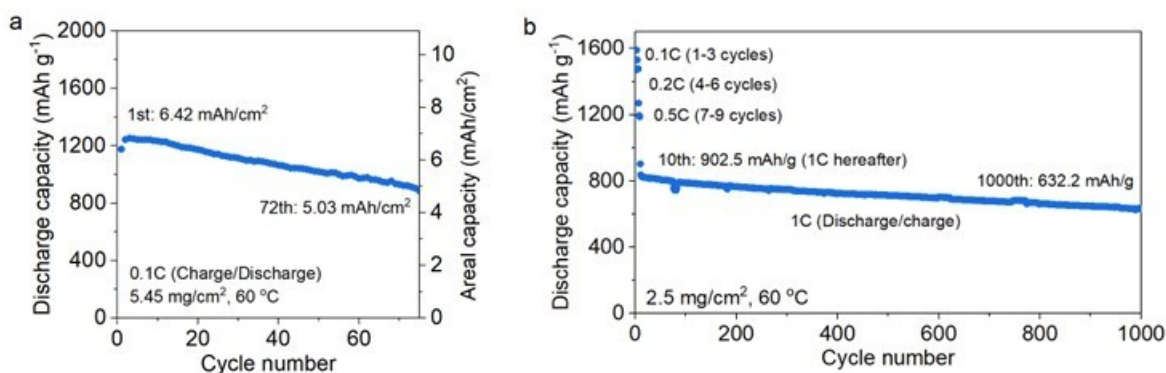 a
Discharge capacity (mAh g⁻¹)
2000
1600
1200
800
400
0
1st: 6.42 mAh/cm²
72th: 5.03 mAh/cm²
0.1C (Charge/Discharge)
5.45 mg/cm², 60 °C
0 20 40 60
Cycle number
10
8
6
4
2
0
Areal capacity (mAh/cm²)
b
Discharge capacity (mAh g⁻¹)
1600
1200
800
400
0
0.1C (1-3 cycles)
0.2C (4-6 cycles)
0.5C (7-9 cycles)
10th: 902.5 mAh/g (1C hereafter)
1000th: 632.2 mAh/g
1C (Discharge/charge)
2.5 mg/cm², 60 °C
0 200 400 600 800 1000
Cycle number